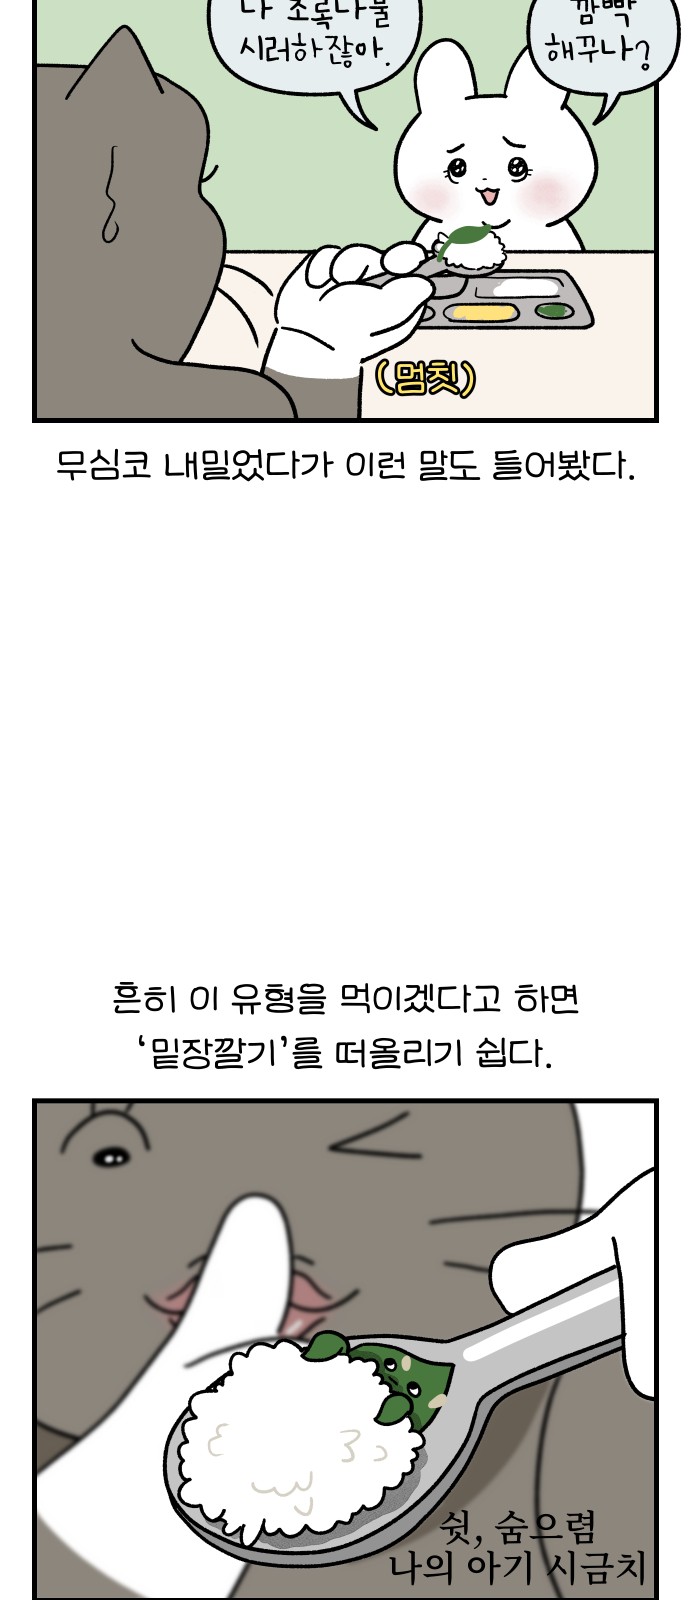 나 초록나물
시러하잖아.
깜빡
해꾸나?
(멈칫)
무심코 내밀었다가 이런 말도 들어봤다.
흔히 이 유형을 먹이겠다고 하면
‘밑장깔기’를 떠올리기 쉽다.
쉿, 숨으렴
나의 아기 시금치